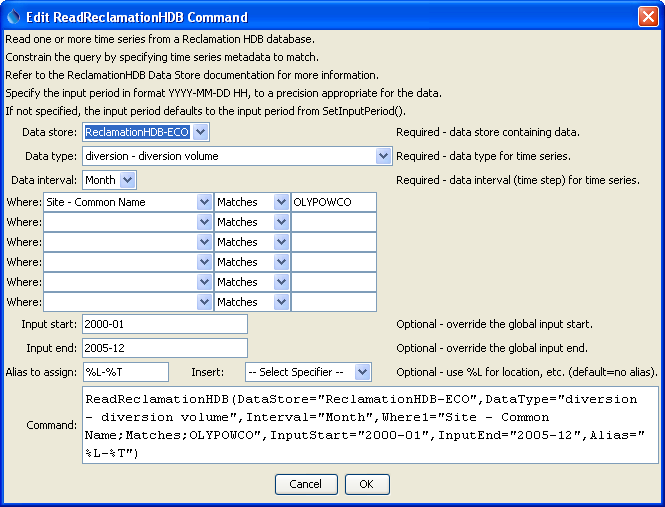 Edit ReadReclamationHDB Command
Read one or more time series from a Reclamation HDB database.
Constrain the query by specifying time series metadata to match.
Refer to the ReclamationHDB Data Store documentation for more information.
Specify the input period in format YYYY-MM-DD HH, to a precision appropriate for the data.
If not specified, the input period defaults to the input period from SetInputPeriod().
Data store: ReclamationHDB-ECO Required - data store containing data.
Data type: diversion - diversion volume Required - data type for time series.
Data interval: Month Required - data interval (time step) for time series.
Where: Site - Common Name Matches OLYPOWCO
Where: Matches
Where: Matches
Where: Matches
Where: Matches
Where: Matches
Input start: 2000-01 Optional - override the global input start.
Input end: 2005-12 Optional - override the global input end.
Alias to assign: %L-%T Insert: -- Select Specifier -- Optional - use %L for location, etc. (default=no alias).
ReadReclamationHDB(DataStore="ReclamationHDB-ECO",DataType="diversion
- diversion volume",Interval="Month",Where1="Site - Common
Command: Name;Matches;OLYPOWCO",InputStart="2000-01",InputEnd="2005-12",Alias="
%L-%T")
Cancel OK